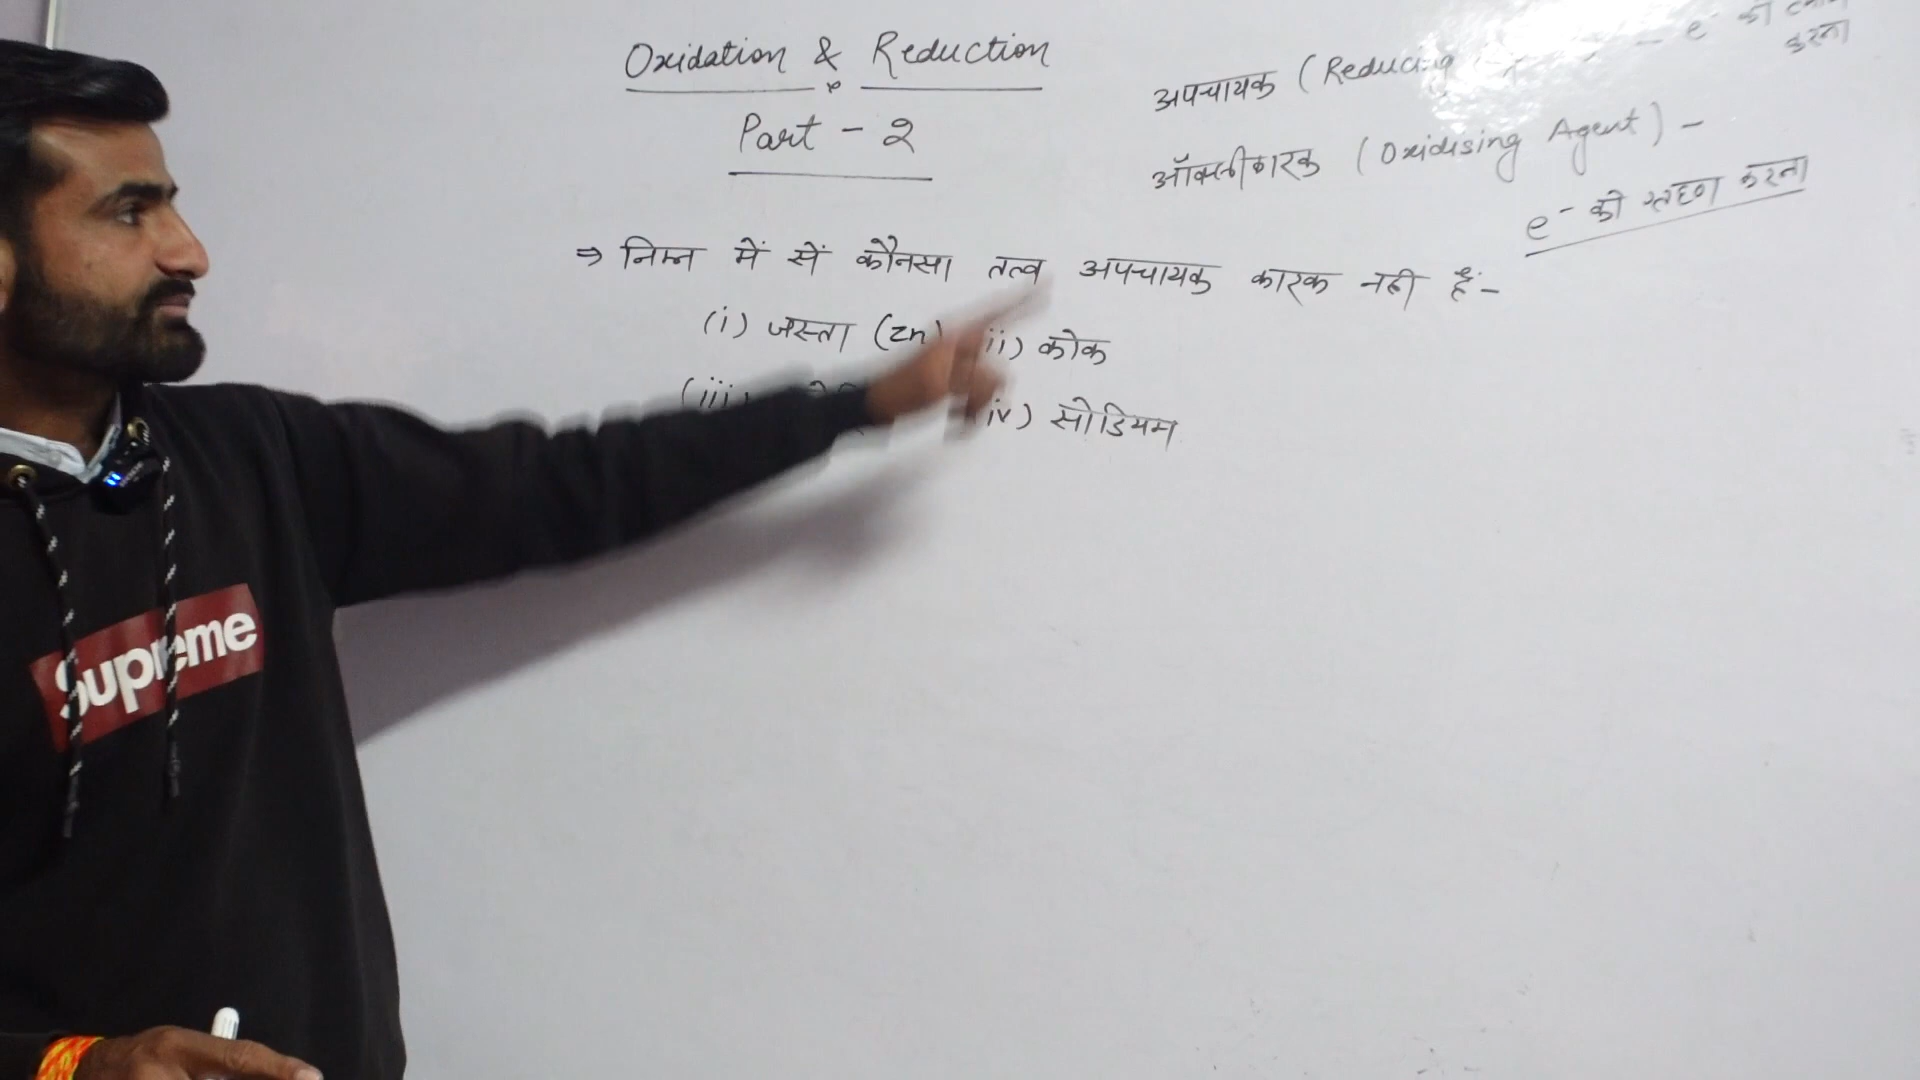 Oxidation & Reduction
Part - 2
अपचायक (Reducing – e⁻ को
करना
ऑक्सीकारक (Oxidising Agent) –
e⁻ को ग्रहण करना
⇒ निम्न में सें कौनसा तत्व अपचायक कारक नही हैं -
(i) जस्ता (Zn) ii) कोक
(iii iv) सोडियम
Supreme